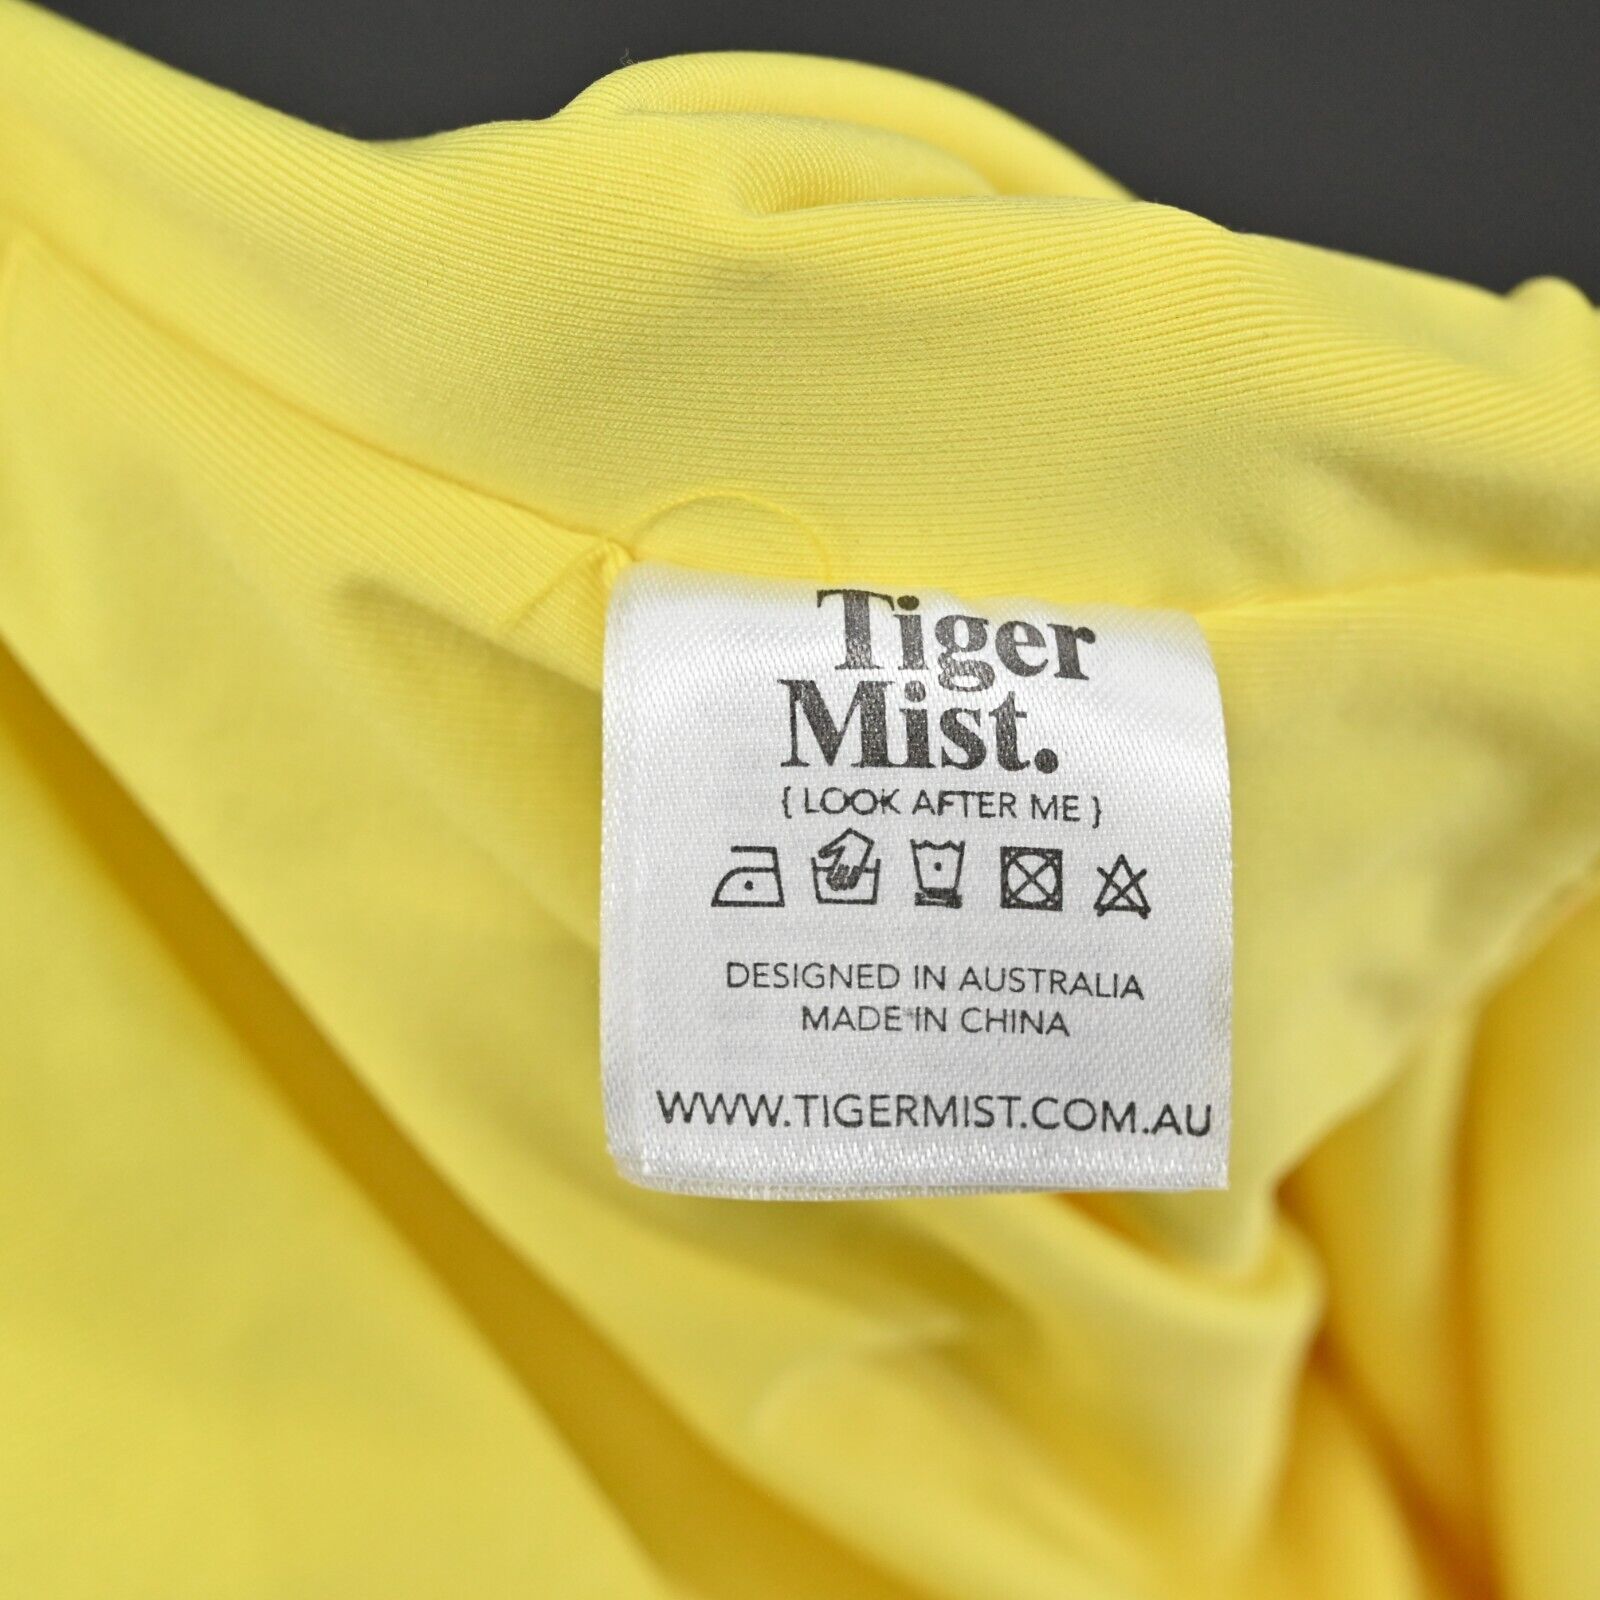 Tiger
Mist.
{ LOOK AFTER ME }
DESIGNED IN AUSTRALIA
MADE IN CHINA
WWW.TIGERMIST.COM.AU